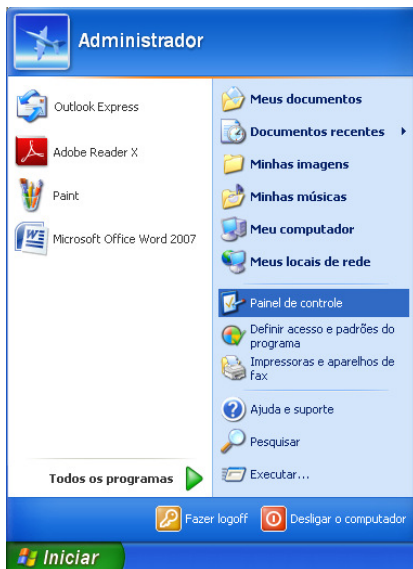 Administrador
Outlook Express
Adobe Reader X
Paint
Microsoft Office Word 2007
Todos os programas
Meus documentos
Documentos recentes
Minhas imagens
Minhas músicas
Meu computador
Meus locais de rede
Painel de controle
Definir acesso e padrões do
programa
Impressoras e aparelhos de
fax
Ajuda e suporte
Pesquisar
Executar...
Fazer logoff
Desligar o computador
Iniciar